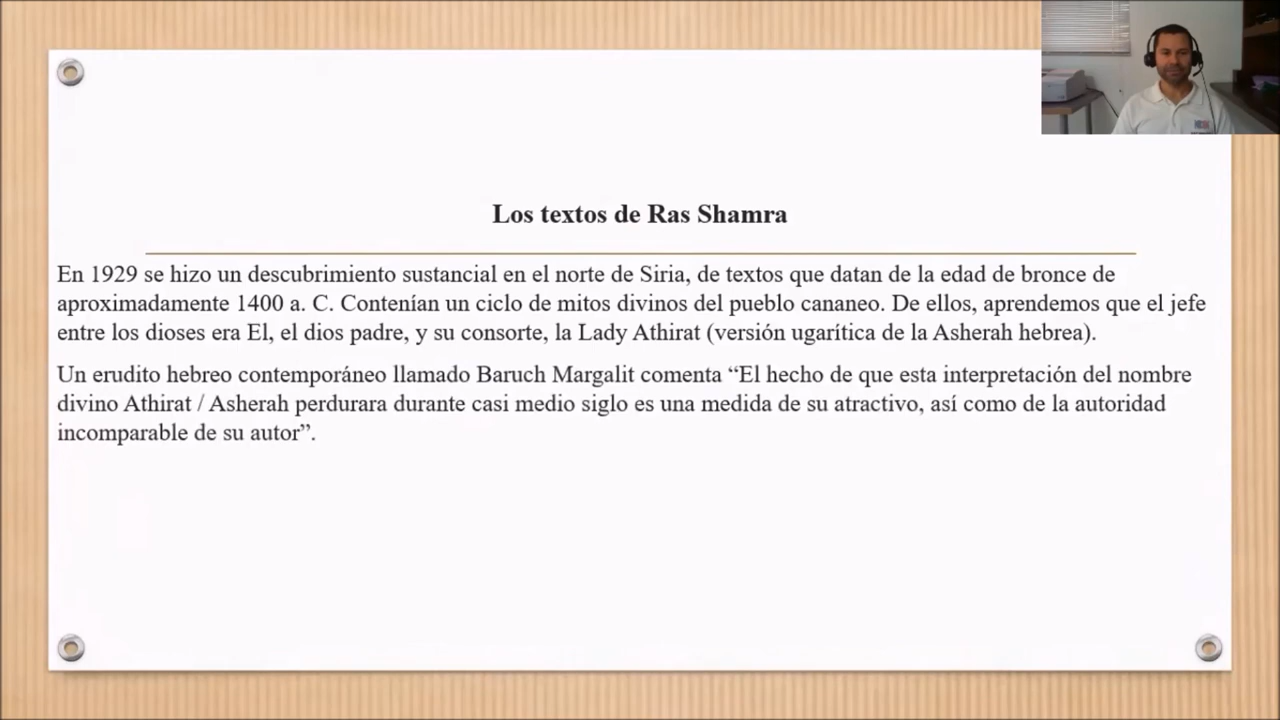 Los textos de Ras Shamra
En 1929 se hizo un descubrimiento sustancial en el norte de Siria, de textos que datan de la edad de bronce de
aproximadamente 1400 a. C. Contenían un ciclo de mitos divinos del pueblo cananeo. De ellos, aprendemos que el jefe
entre los dioses era El, el dios padre, y su consorte, la Lady Athirat (versión ugarítica de la Asherah hebrea).
Un erudito hebreo contemporáneo llamado Baruch Margalit comenta “El hecho de que esta interpretación del nombre
divino Athirat / Asherah perdurara durante casi medio siglo es una medida de su atractivo, así como de la autoridad
incomparable de su autor”.